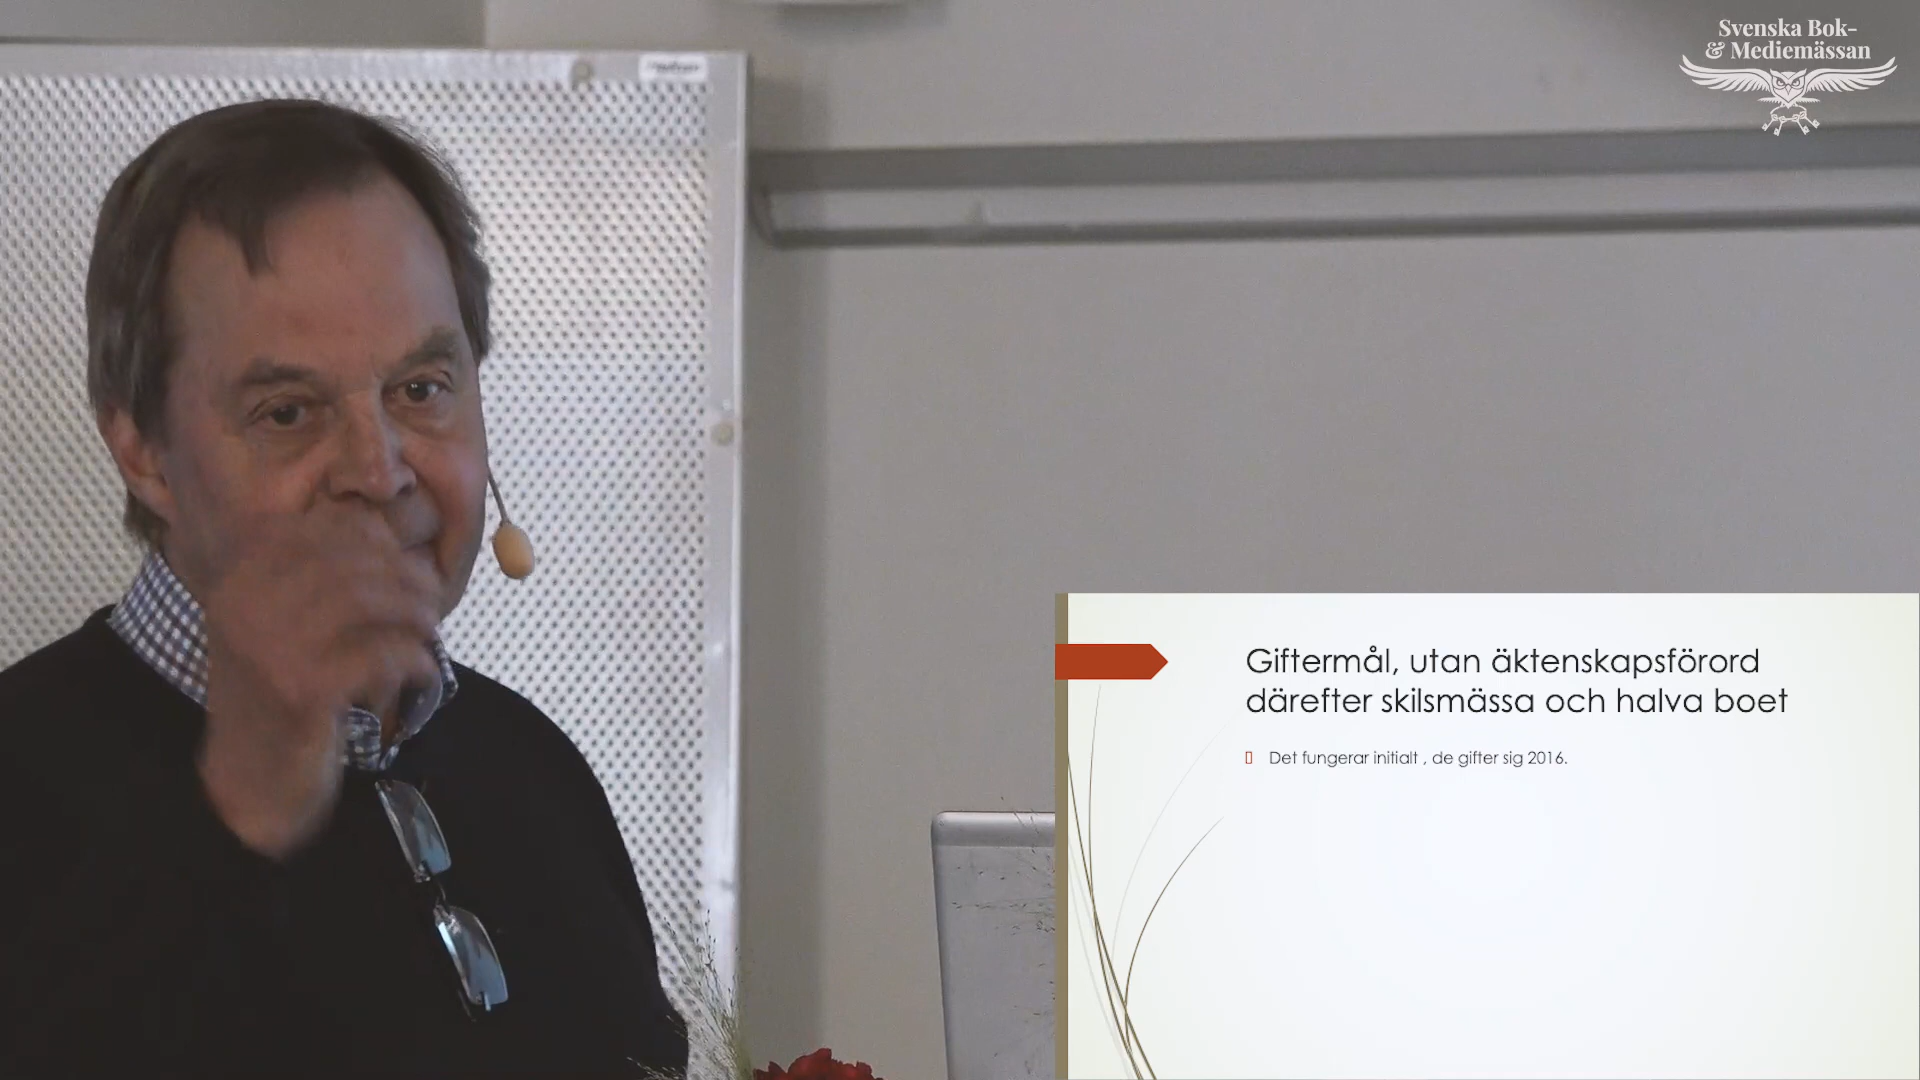 Svenska Bok-
& Mediemässan
Giftermål, utan äktenskapsförord
därefter skilsmässa och halva boet
Det fungerar initialt , de gifter sig 2016.